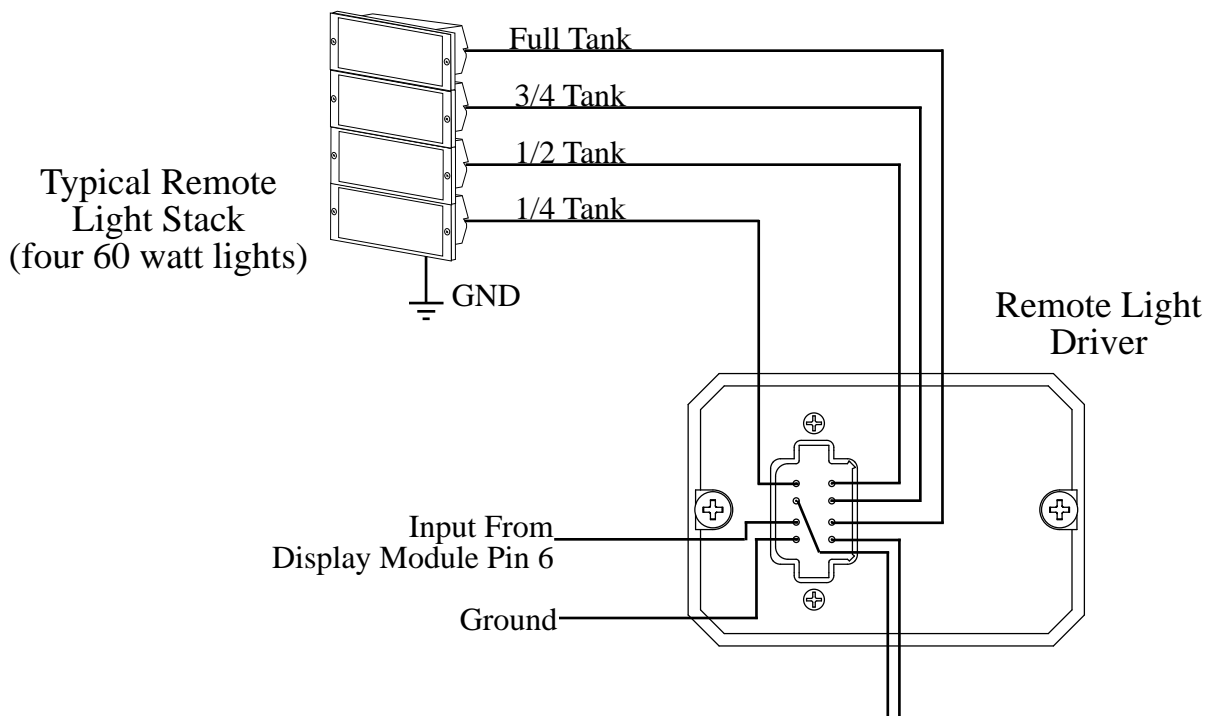 Full Tank
3/4 Tank
1/2 Tank
1/4 Tank
Typical Remote
Light Stack
(four 60 watt lights)
GND
Remote Light
Driver
Input From
Display Module Pin 6
Ground